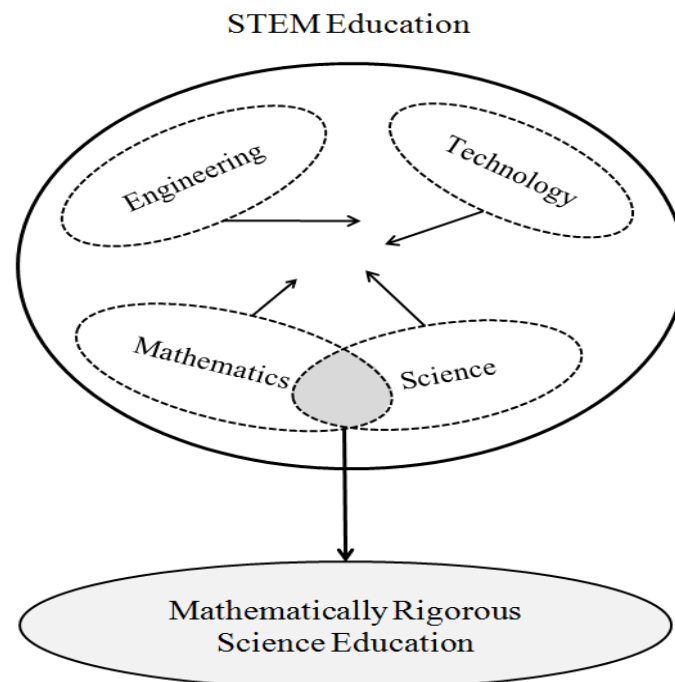 STEM Education
Engineering
Technology
Mathematics
Science
Mathematically Rigorous
Science Education